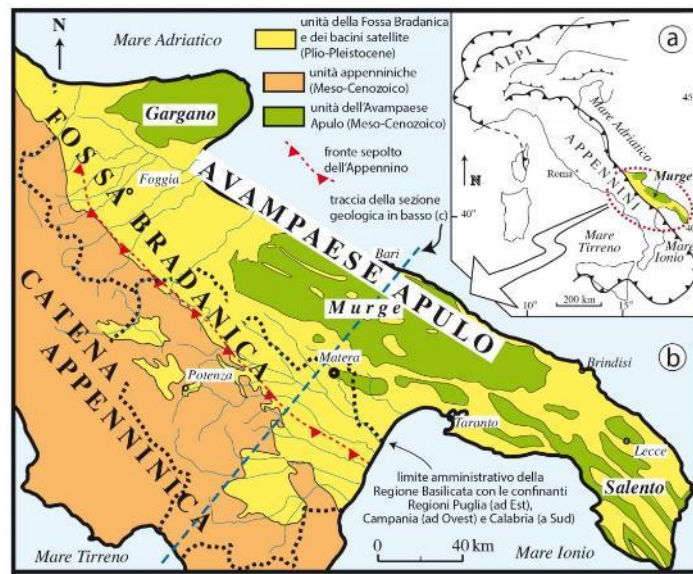 N
Mare Adriatico
unità della Fossa Bradanica
e dei bacini satellite
(Plio-Pleistocene)
unità appenniniche
(Meso-Cenozoico)
unità dell'Avampaese
Apulo (Meso-Cenozoico)
fronte sepolto
dell'Appennino
traccia della sezione
geologica in basso (c)
Gargano
Foggia
FOSSA BRADANICA
AVAMPAESE APULO
CATENA
APPENNINICA
Bari
Murge
Matera
Potenza
Brindisi
b
Taranto
Lecce
Salento
limite amministrativo della
Regione Basilicata con le confinanti
Regioni Puglia (ad Est),
Campania (ad Ovest) e Calabria (a Sud)
0 40 km
Mare Tirreno
Mare Ionio
a
ALPI
45°
Mare Adriatico
APPENNINI
Roma
Murge
N
40°
Mare
Tirreno
Mare
Ionio
10°
200 km
15°